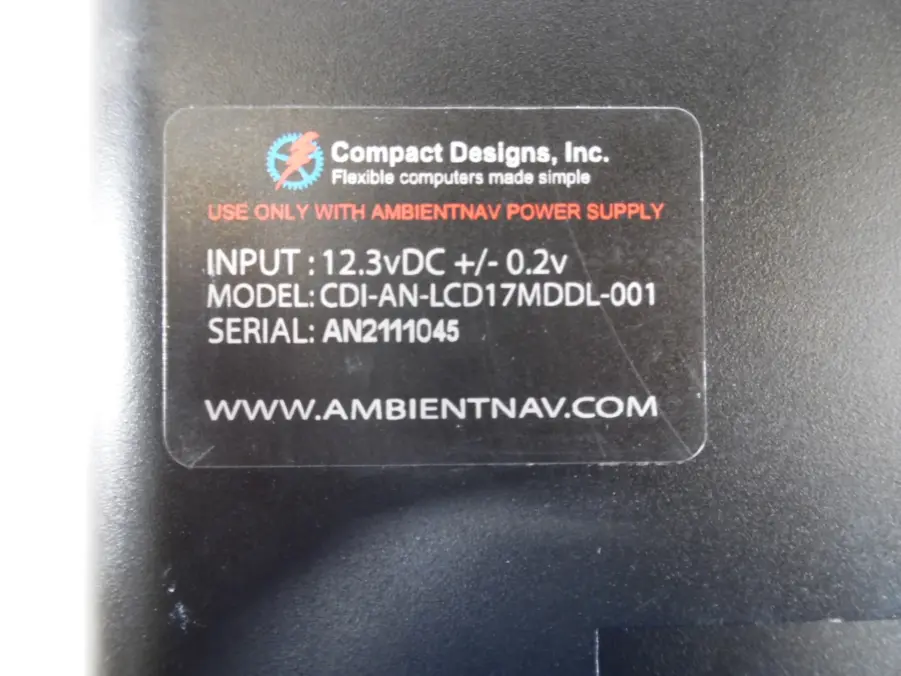 Compact Designs, Inc.
Flexible computers made simple
USE ONLY WITH AMBIENTNAV POWER SUPPLY
INPUT : 12.3vDC +/- 0.2v
MODEL: CDI-AN-LCD17MDDL-001
SERIAL: AN2111045
WWW.AMBIENTNAV.COM